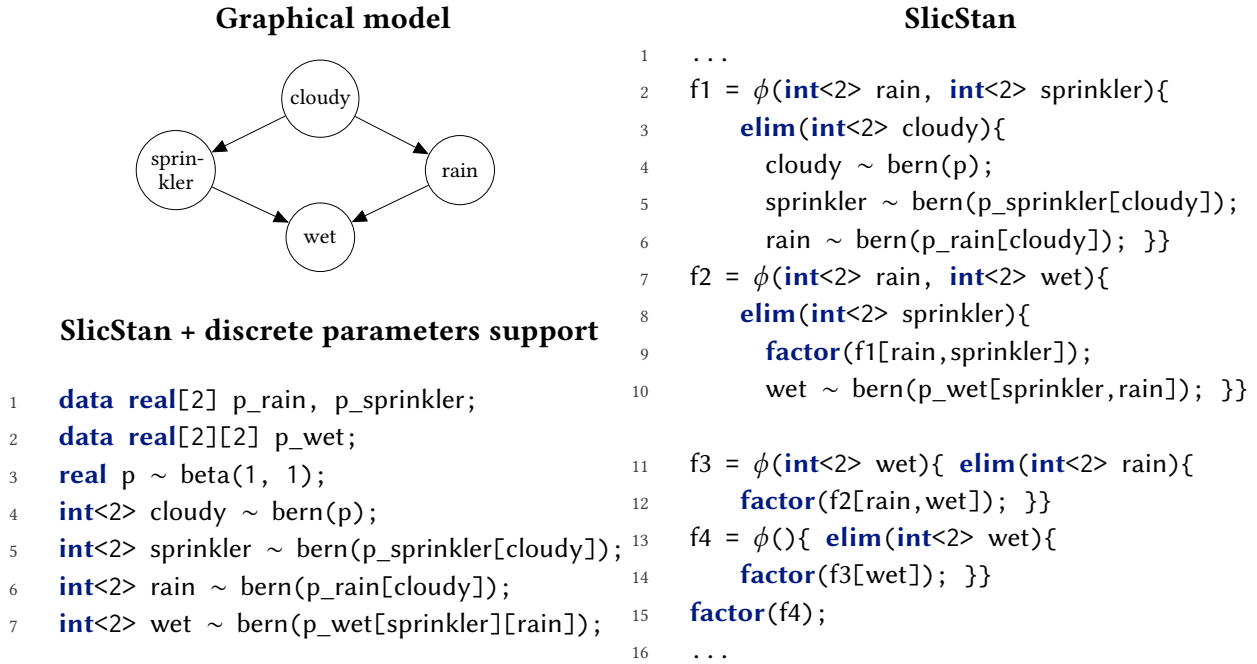 Graphical model
cloudy
sprin-
kler
rain
wet
SlicStan + discrete parameters support
1 data real[2] p_rain, p_sprinkler;
2 data real[2][2] p_wet;
3 real p ∼ beta(1, 1);
4 int<2> cloudy ∼ bern(p);
5 int<2> sprinkler ∼ bern(p_sprinkler[cloudy]);
6 int<2> rain ∼ bern(p_rain[cloudy]);
7 int<2> wet ∼ bern(p_wet[sprinkler][rain]);
SlicStan
1 ...
2 f1 = ϕ(int<2> rain, int<2> sprinkler){
3 elim(int<2> cloudy){
4 cloudy ∼ bern(p);
5 sprinkler ∼ bern(p_sprinkler[cloudy]);
6 rain ∼ bern(p_rain[cloudy]); }}
7 f2 = ϕ(int<2> rain, int<2> wet){
8 elim(int<2> sprinkler){
9 factor(f1[rain,sprinkler]);
10 wet ∼ bern(p_wet[sprinkler,rain]); }}
11 f3 = ϕ(int<2> wet){ elim(int<2> rain){
12 factor(f2[rain,wet]); }}
13 f4 = ϕ(){ elim(int<2> wet){
14 factor(f3[wet]); }}
15 factor(f4);
16 ...